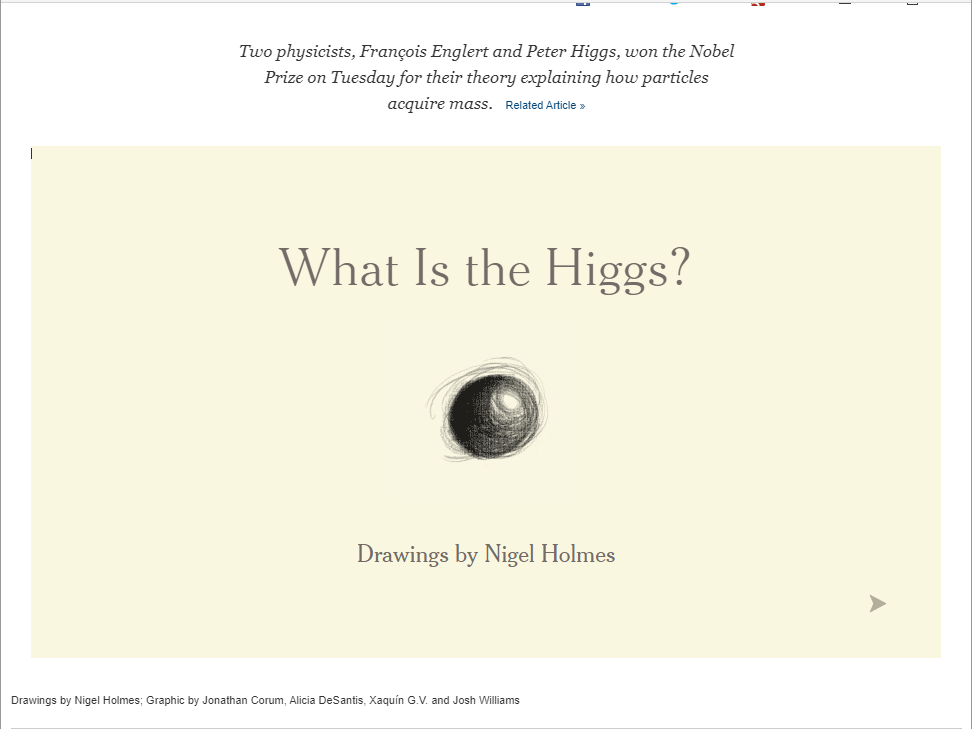 Two physicists, François Englert and Peter Higgs, won the Nobel
Prize on Tuesday for their theory explaining how particles
acquire mass. Related Article »
What Is the Higgs?
Drawings by Nigel Holmes
Drawings by Nigel Holmes; Graphic by Jonathan Corum, Alicia DeSantis, Xaquín G.V. and Josh Williams